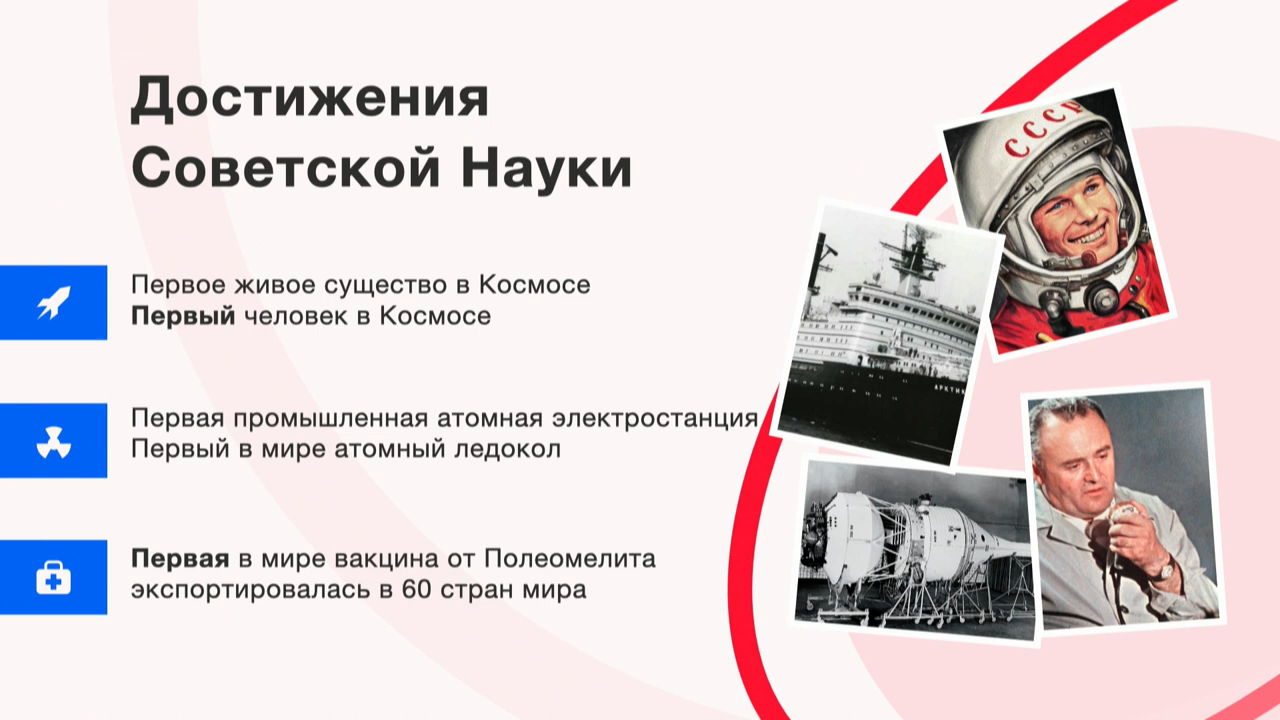 Достижения
Советской Науки
Первое живое существо в Космосе
Первый человек в Космосе
Первая промышленная атомная электростанция
Первый в мире атомный ледокол
Первая в мире вакцина от Полеомелита
экспортировалась в 60 стран мира
СССР
АРКТИК